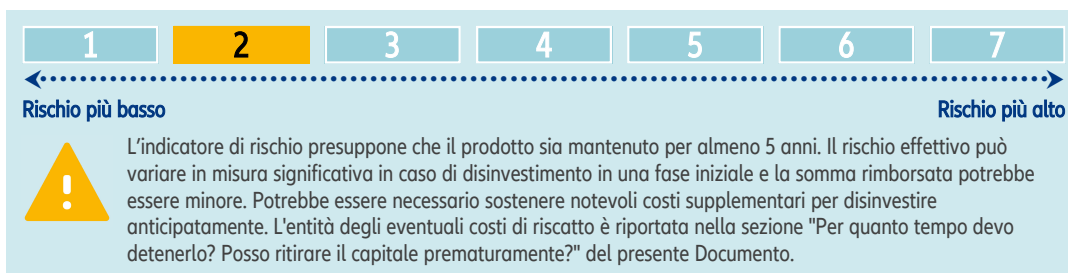 1 2 3 4 5 6 7
Rischio più basso Rischio più alto
L'indicatore di rischio presuppone che il prodotto sia mantenuto per almeno 5 anni. Il rischio effettivo può
variare in misura significativa in caso di disinvestimento in una fase iniziale e la somma rimborsata potrebbe
essere minore. Potrebbe essere necessario sostenere notevoli costi supplementari per disinvestire
anticipatamente. L'entità degli eventuali costi di riscatto è riportata nella sezione "Per quanto tempo devo
detenerlo? Posso ritirare il capitale prematuramente?" del presente Documento.